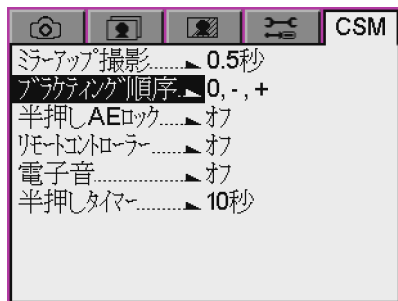 CSM
ミラーアップ撮影........ 0.5秒
ブラケティング順序.. 0, -, +
半押しAEロック..... オフ
リモートコントローラー..... オフ
電子音................ オフ
半押しタイマー......... 10秒